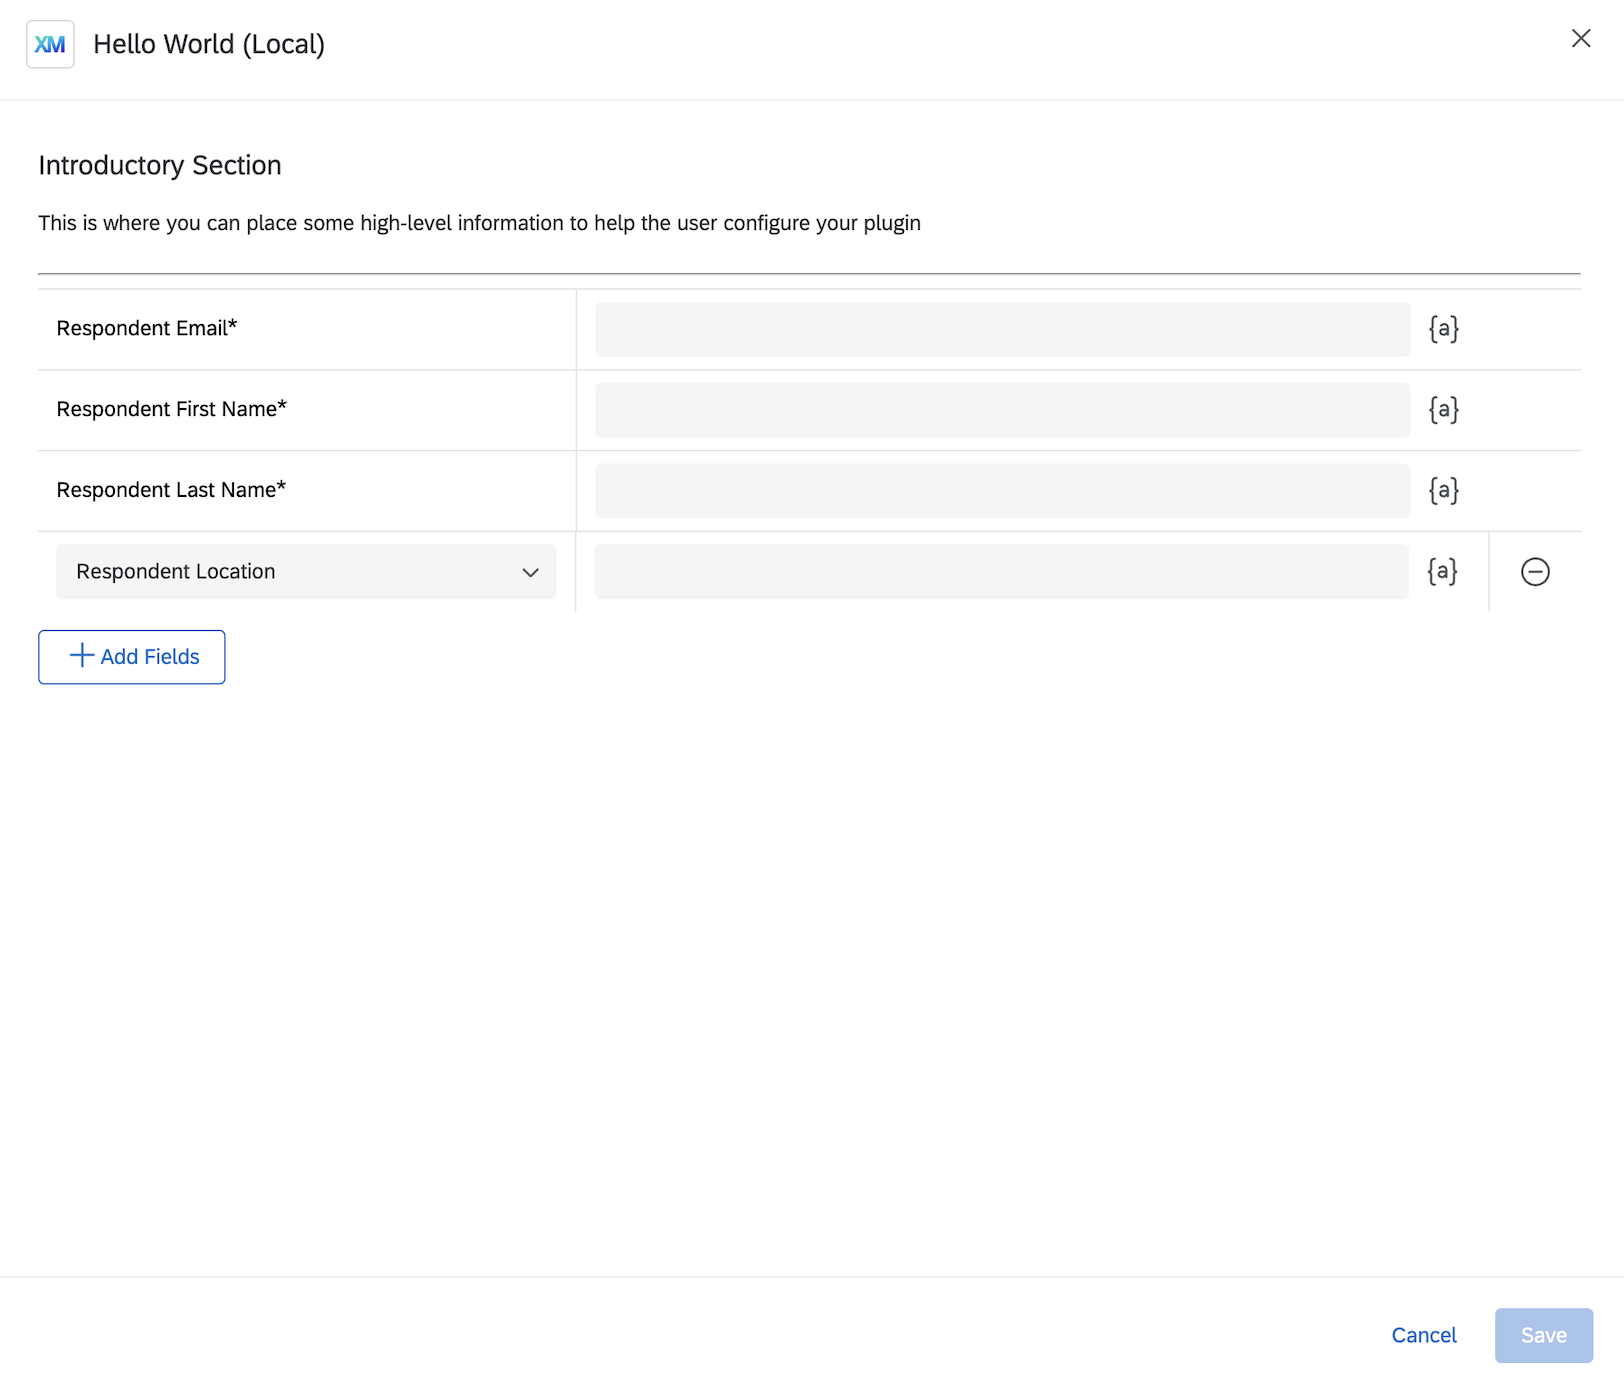 XM Hello World (Local)
Introductory Section
This is where you can place some high-level information to help the user configure your plugin
Respondent Email* {a}
Respondent First Name* {a}
Respondent Last Name* {a}
Respondent Location {a}
Add Fields
Cancel Save